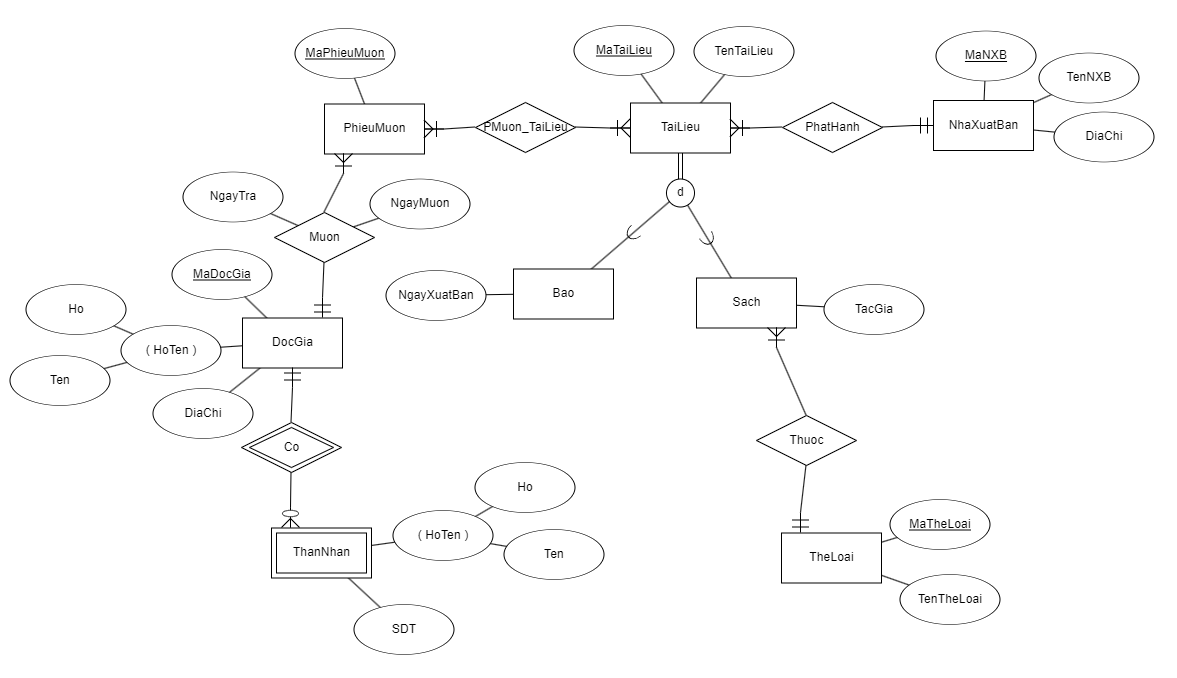 MaPhieuMuon
MaTaiLieu
TenTaiLieu
MaNXB
TenNXB
PhieuMuon
PMuon_TaiLieu
TaiLieu
PhatHanh
NhaXuatBan
DiaChi
NgayTra
NgayMuon
d
Muon
MaDocGia
NgayXuatBan
Bao
Sach
TacGia
Ho
( HoTen )
DocGia
Ten
DiaChi
Co
Thuoc
Ho
( HoTen )
Ten
ThanNhan
MaTheLoai
TheLoai
TenTheLoai
SDT